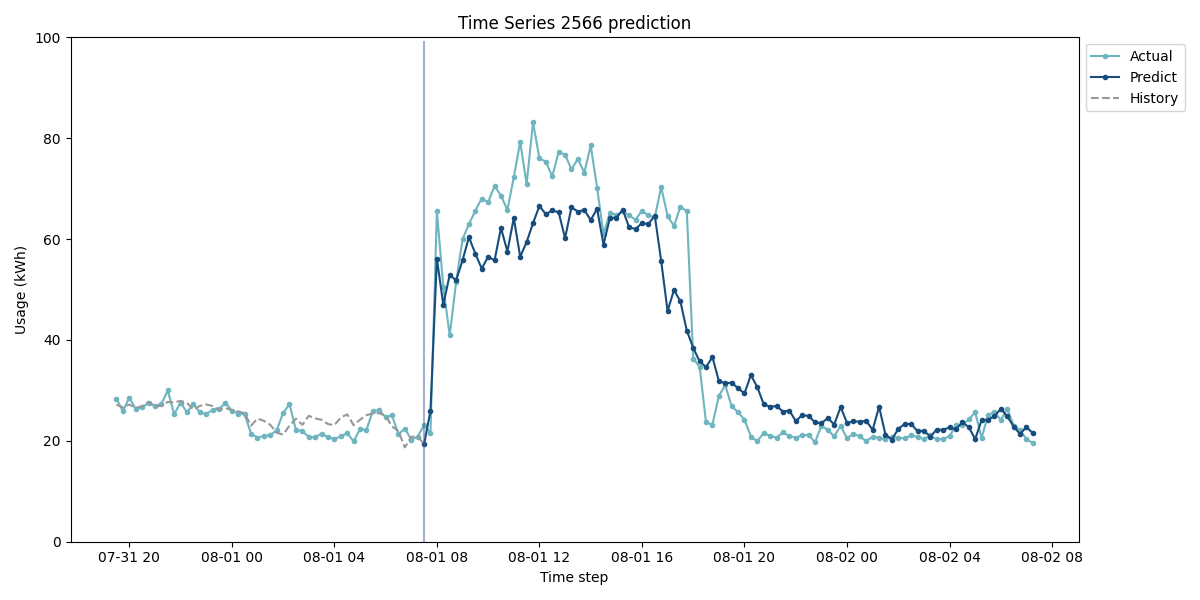 Time Series 2566 prediction
100
80
60
40
20
0
Usage (kWh)
07-31 20
08-01 00
08-01 04
08-01 08
08-01 12
08-01 16
08-01 20
08-02 00
08-02 04
08-02 08
Time step
Actual
Predict
History